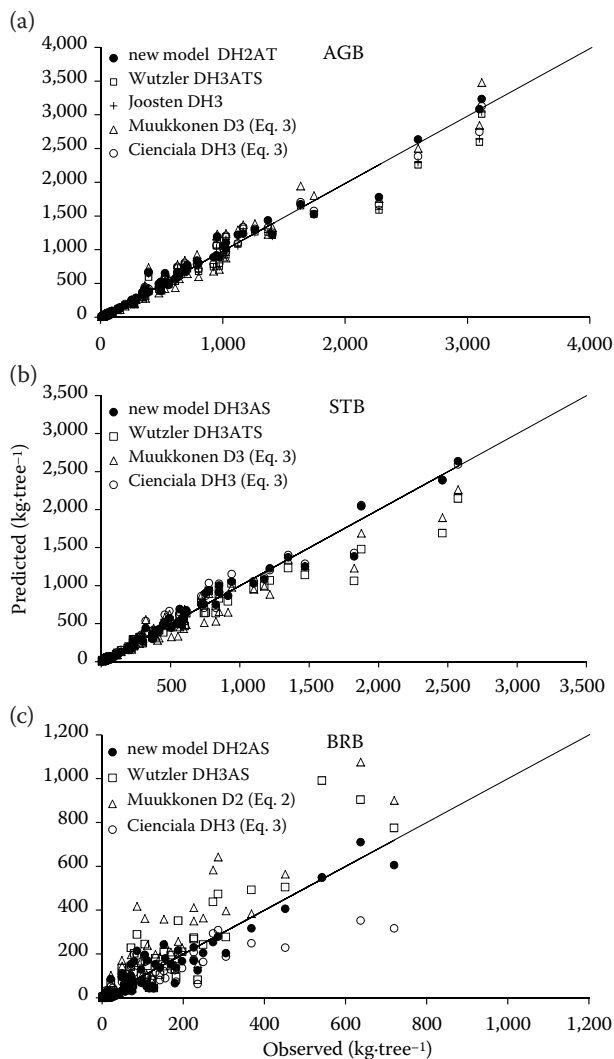 (a)
4,000
3,500
3,000
2,500
2,000
1,500
1,000
500
0
AGB
new model DH2AT
Wutzler DH3ATS
Joosten DH3
Muukkonen D3 (Eq. 3)
Cienciala DH3 (Eq. 3)
0
1,000
2,000
3,000
4,000
(b)
3,500
3,000
2,500
2,000
1,500
1,000
500
0
STB
new model DH3AS
Wutzler DH3ATS
Muukkonen D3 (Eq. 3)
Cienciala DH3 (Eq. 3)
Predicted (kg·tree⁻¹)
500
1,000
1,500
2,000
2,500
3,000
3,500
(c)
1,200
1,000
800
600
400
200
0
BRB
new model DH2AS
Wutzler DH3AS
Muukkonen D2 (Eq. 2)
Cienciala DH3 (Eq. 3)
0
200
400
600
800
1,000
1,200
Observed (kg·tree⁻¹)